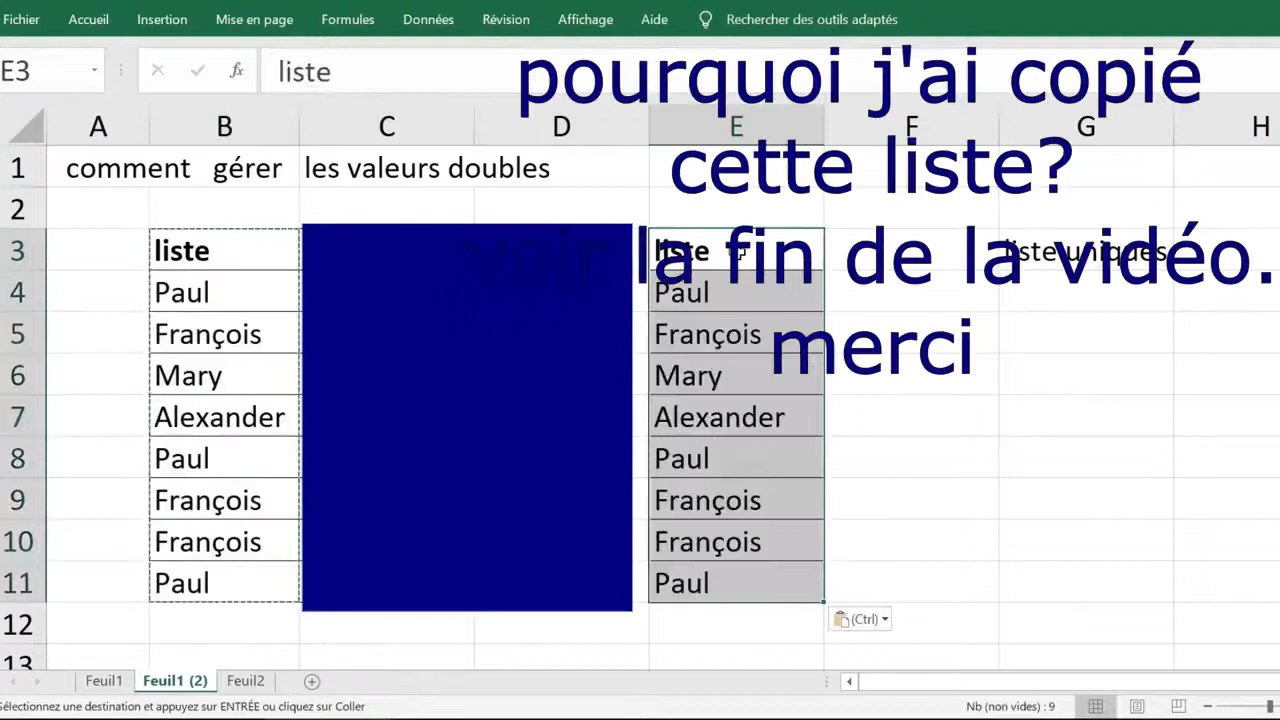 Fichier Accueil Insertion Mise en page Formules Données Révision Affichage Aide Rechercher des outils adaptés
E3 fx liste
pourquoi j'ai copié
cette liste?
voir la fin de la vidéo.
merci
A B C D E F G H
1 comment gérer les valeurs doubles
2
3 liste liste liste uniques
4 Paul Paul
5 François François
6 Mary Mary
7 Alexander Alexander
8 Paul Paul
9 François François
10 François François
11 Paul Paul
12 (Ctrl)
13
Feuil1 Feuil1 (2) Feuil2
Sélectionnez une destination et appuyez sur ENTRÉE ou cliquez sur Coller Nb (non vides) : 9